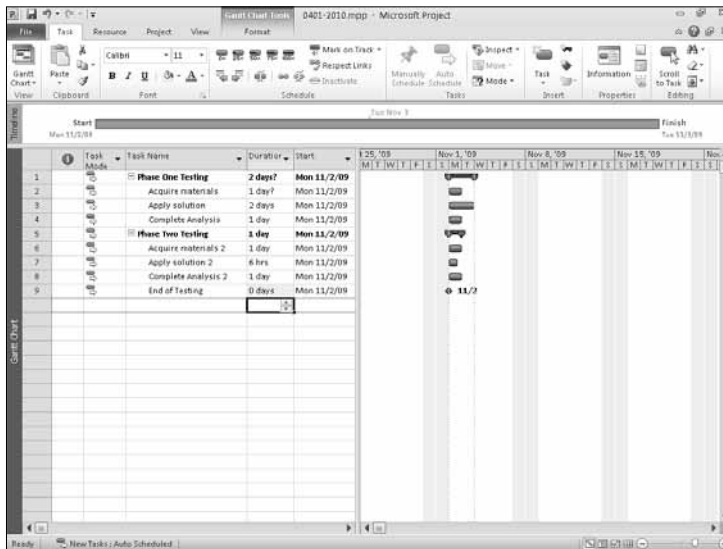 Gantt Chart Tools
0401-2010.mpp - Microsoft Project
File Task Resource Project View Format
Gantt Chart
Paste
Calibri 11
B I U A
Mark on Track
Respect Links
Inactivate
Manually Schedule
Auto Schedule
Inspect
Move
Mode
Task
Information
Scroll to Task
View Clipboard Font Schedule Tasks Insert Properties Editing
Timeline
Start
Mon 11/2/09
Finish
Task Mode Task Name Duration Start
t 25, '09 Nov 1, '09 Nov 8, '09 Nov 15, '09 Nov
M T W T F S S M T W T F S S M T W T F S S M T W T F S S
1 Phase One Testing 2 days? Mon 11/2/09
2 Acquire materials 1 day? Mon 11/2/09
3 Apply solution 2 days Mon 11/2/09
4 Complete Analysis 1 day Mon 11/2/09
5 Phase Two Testing 1 day Mon 11/2/09
6 Acquire materials 2 1 day Mon 11/2/09
7 Apply solution 2 6 hrs Mon 11/2/09
8 Complete Analysis 2 1 day Mon 11/2/09
9 End of Testing 0 days Mon 11/2/09
11/2
Gantt Chart
Ready New Tasks : Auto Scheduled